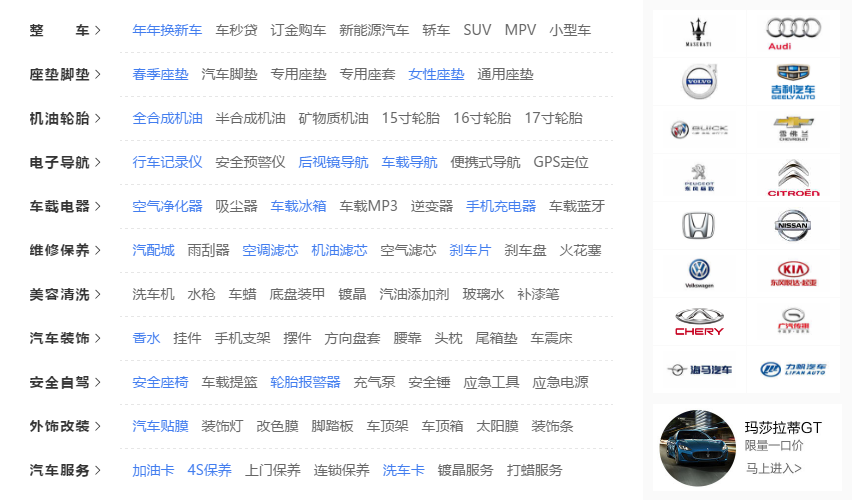 整 车 > 年年换新车 车秒贷 订金购车 新能源汽车 轿车 SUV MPV 小型车
座垫脚垫 > 春季座垫 汽车脚垫 专用座垫 专用座套 女性座垫 通用座垫
机油轮胎 > 全合成机油 半合成机油 矿物质机油 15寸轮胎 16寸轮胎 17寸轮胎
电子导航 > 行车记录仪 安全预警仪 后视镜导航 车载导航 便携式导航 GPS定位
车载电器 > 空气净化器 吸尘器 车载冰箱 车载MP3 逆变器 手机充电器 车载蓝牙
维修保养 > 汽配城 雨刮器 空调滤芯 机油滤芯 空气滤芯 刹车片 刹车盘 火花塞
美容清洗 > 洗车机 水枪 车蜡 底盘装甲 镀晶 汽油添加剂 玻璃水 补漆笔
汽车装饰 > 香水 挂件 手机支架 摆件 方向盘套 腰靠 头枕 尾箱垫 车震床
安全自驾 > 安全座椅 车载提篮 轮胎报警器 充气泵 安全锤 应急工具 应急电源
外饰改装 > 汽车贴膜 装饰灯 改色膜 脚踏板 车顶架 车顶箱 太阳膜 装饰条
汽车服务 > 加油卡 4S保养 上门保养 连锁保养 洗车卡 镀晶服务 打蜡服务
MASERATI
Audi
VOLVO
吉利汽车
GEELY AUTO
BUICK
雪佛兰
CHEVROLET
PEUGEOT
东风标致
CITROËN
NISSAN
Volkswagen
KIA
东风悦达·起亚
CHERY
广汽传祺
海马汽车
力帆汽车
LIFAN AUTO
玛莎拉蒂GT
限量一口价
马上进入>